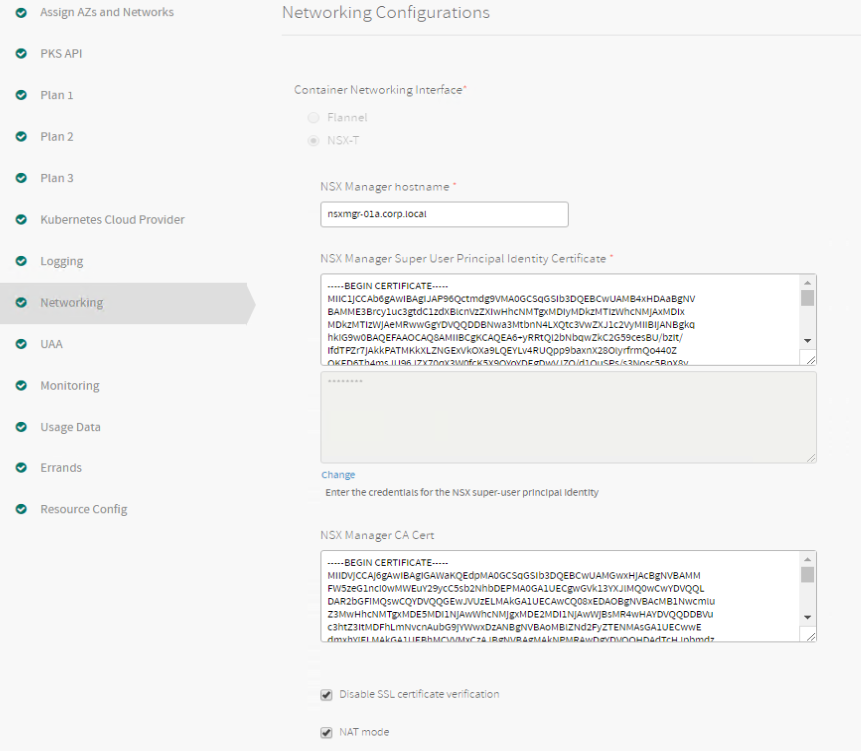 Assign AZs and Networks
PKS API
Plan 1
Plan 2
Plan 3
Kubernetes Cloud Provider
Logging
Networking
UAA
Monitoring
Usage Data
Errands
Resource Config
Networking Configurations
Container Networking Interface*
Flannel
NSX-T
NSX Manager hostname *
nsxmgr-01a.corp.local
NSX Manager Super User Principal Identity Certificate *
-----BEGIN CERTIFICATE-----
MIIC1jCCAb6gAwIBAgIJAP96Qctmdg9VMA0GCSqGSIb3DQEBCwUAMB4xHDAaBgNV
BAMME3Brcy1uc3gtdC1zdXBlcnVzZXIwHhcNMTgxMDIyMDkzMTIzWhcNMjAxMDIx
MDkzMTIzWjAeMRwwGgYDVQQDDBNwa3MtbnN4LXQtc3VwZXJ1c2VyMIIBIjANBgkq
hkiG9w0BAQEFAAOCAQ8AMIIBCgKCAQEA6+yRRtQi2bNbqwZkC2G59cesBU/bzIt/
IfdTPZr7jAkkPATMKkXLZNGExVkOXa9LQEYLv4RUQpp9baxnX28OIyrfrmQo440Z
********
Change
Enter the credentials for the NSX super-user principal identity
NSX Manager CA Cert
-----BEGIN CERTIFICATE-----
MIIDVjCCAj6gAwIBAgIGAWaKQEdpMA0GCSqGSIb3DQEBCwUAMGwxHjAcBgNVBAMM
FW5zeG1nci0wMWEuY29ycC5sb2NhbDEPMA0GA1UECgwGVk13YXJlMQ0wCwYDVQQL
DAR2bGFiMQswCQYDVQQGEwJVUzELMAkGA1UECAwCQ08xEDAOBgNVBAcMB1Nwcmlu
Z3MwHhcNMTgxMDE5MDI1NjAwWhcNMjgxMDE2MDI1NjAwWjBsMR4wHAYDVQQDDBVu
c3htZ3ItMDFhLmNvcnAubG9jYWwxDzANBgNVBAoMBlZNd2FyZTENMAsGA1UECwwE
Disable SSL certificate verification
NAT mode